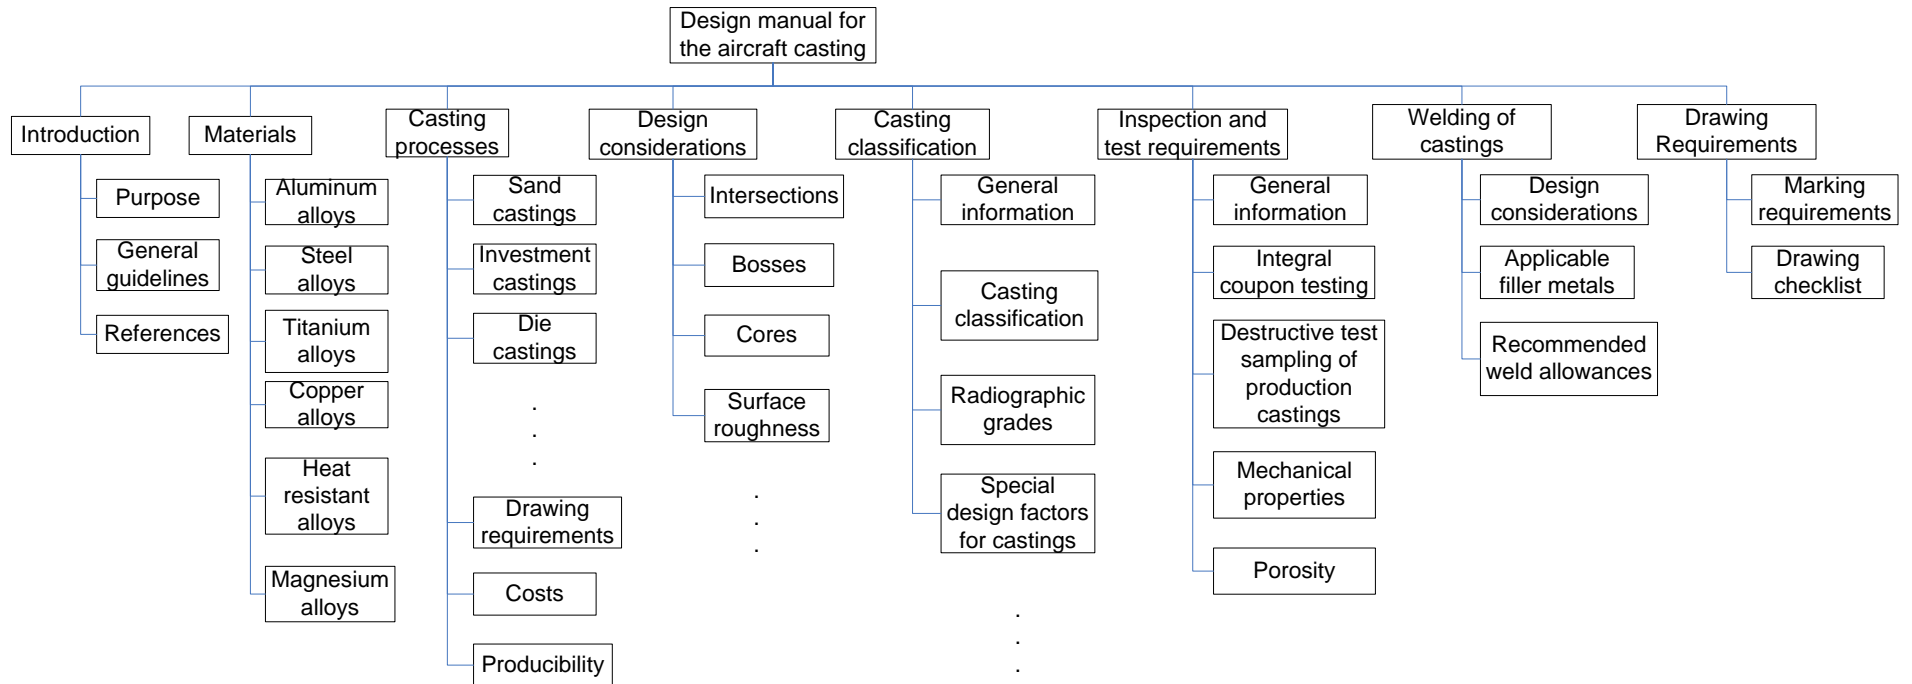 Design manual for
the aircraft casting
Introduction
Purpose
General
guidelines
References
Materials
Aluminum
alloys
Steel
alloys
Titanium
alloys
Copper
alloys
Heat
resistant
alloys
Magnesium
alloys
Casting
processes
Sand
castings
Investment
castings
Die
castings
.
.
.
Drawing
requirements
Costs
Producibility
Design
considerations
Intersections
Bosses
Cores
Surface
roughness
.
.
.
Casting
classification
General
information
Casting
classification
Radiographic
grades
Special
design factors
for castings
.
.
.
Inspection and
test requirements
General
information
Integral
coupon testing
Destructive test
sampling of
production
castings
Mechanical
properties
Porosity
Welding of
castings
Design
considerations
Applicable
filler metals
Recommended
weld allowances
Drawing
Requirements
Marking
requirements
Drawing
checklist